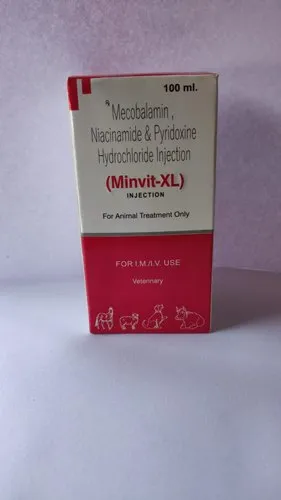 100 ml.
Mecobalamin,
Niacinamide & Pyridoxine
Hydrochloride Injection
(Minvit-XL)
INJECTION
For Animal Treatment Only
FOR I.M./I.V. USE
Veterinary